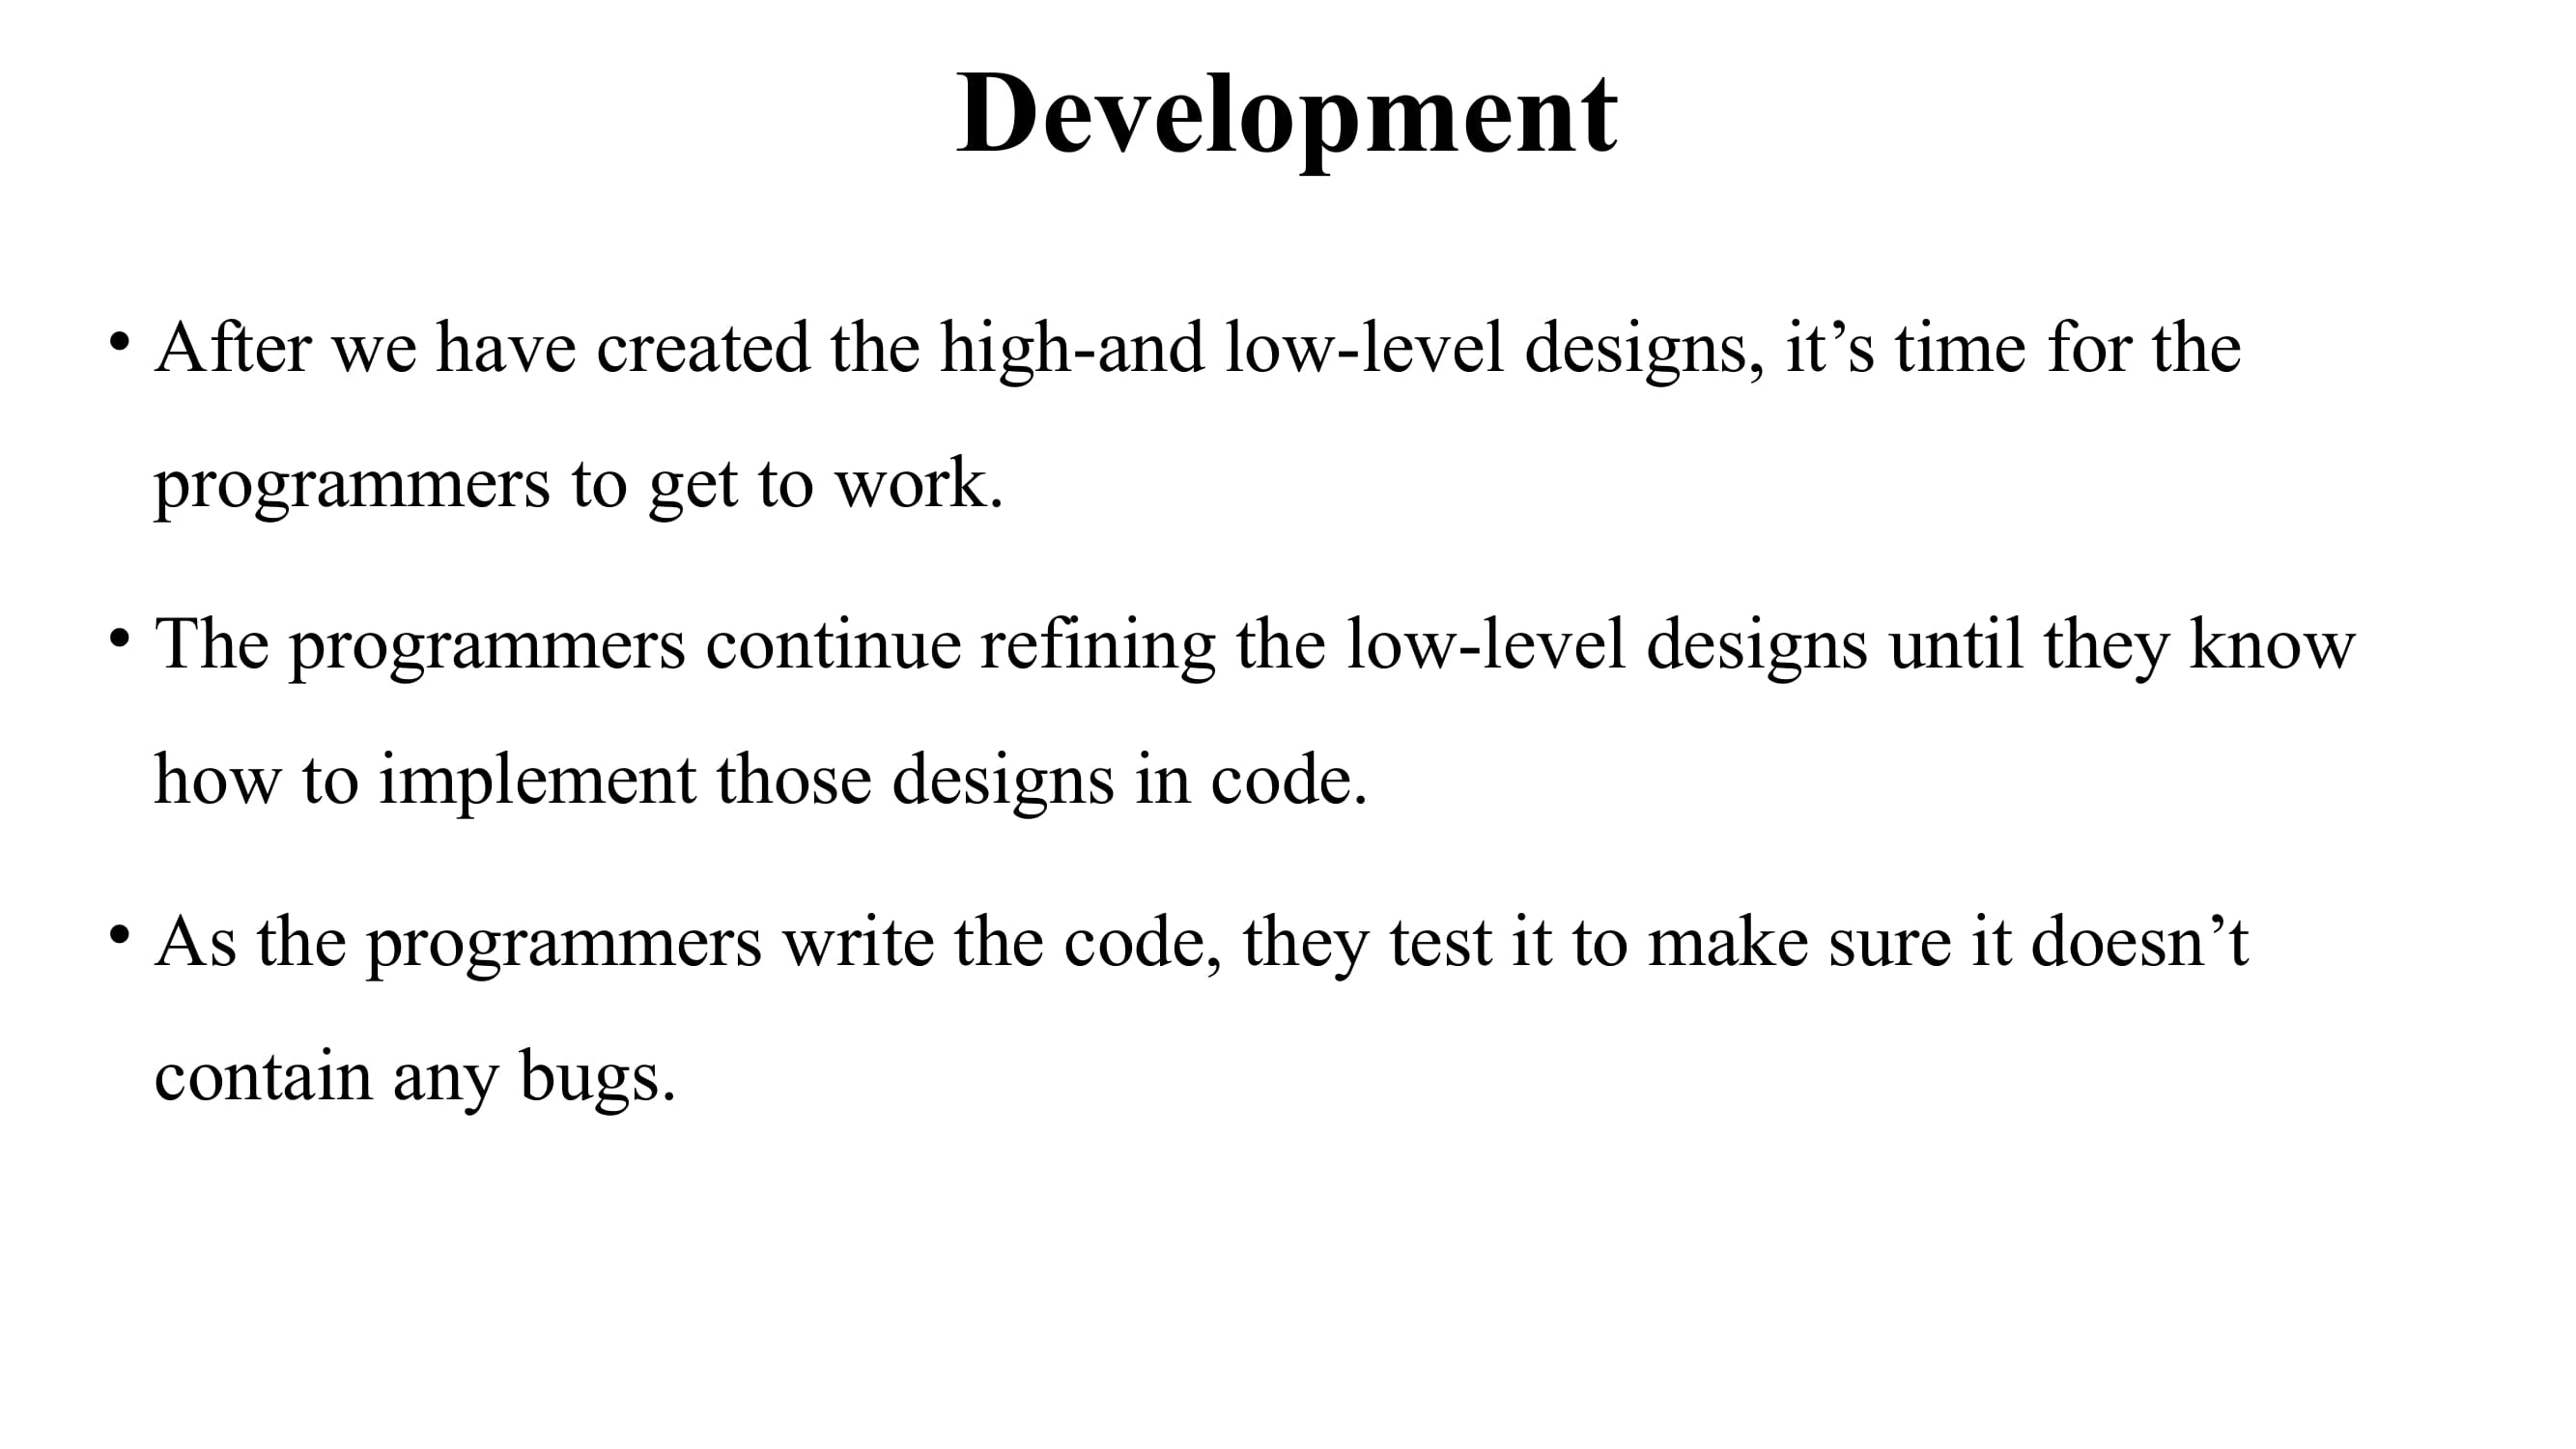 Development
• After we have created the high-and low-level designs, it’s time for the
programmers to get to work.
• The programmers continue refining the low-level designs until they know
how to implement those designs in code.
• As the programmers write the code, they test it to make sure it doesn’t
contain any bugs.